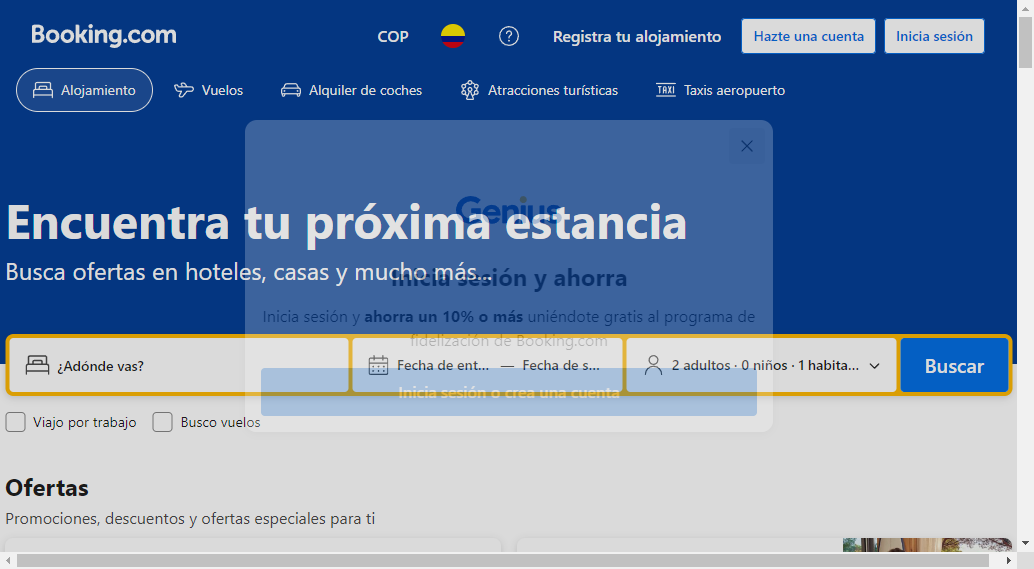 Booking.com
COP
Registra tu alojamiento
Hazte una cuenta
Inicia sesión
Alojamiento
Vuelos
Alquiler de coches
Atracciones turísticas
TAXI
Taxis aeropuerto
Genius
Encuentra tu próxima estancia
Busca ofertas en hoteles, casas y mucho más...
Inicia sesión y ahorra
Inicia sesión y ahorra un 10% o más uniéndote gratis al programa de
fidelización de Booking.com
¿Adónde vas?
Fecha de ent... — Fecha de s...
2 adultos · 0 niños · 1 habita...
Buscar
Inicia sesión o crea una cuenta
Viajo por trabajo
Busco vuelos
Ofertas
Promociones, descuentos y ofertas especiales para ti